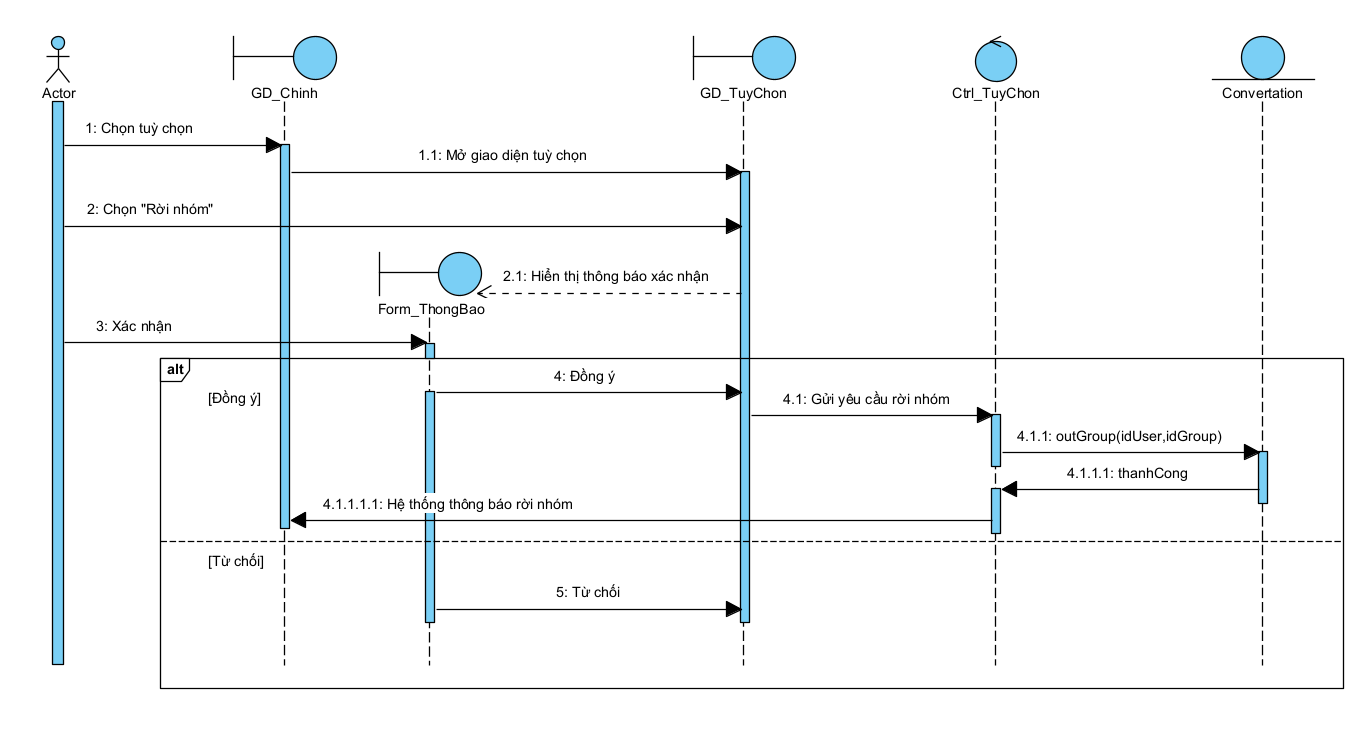 Actor
GD_Chinh
GD_TuyChon
Ctrl_TuyChon
Convertation
1: Chọn tuỳ chọn
1.1: Mở giao diện tuỳ chọn
2: Chọn "Rời nhóm"
2.1: Hiển thị thông báo xác nhận
Form_ThongBao
3: Xác nhận
alt
4: Đồng ý
[Đồng ý]
4.1: Gửi yêu cầu rời nhóm
4.1.1: outGroup(idUser,idGroup)
4.1.1.1: thanhCong
4.1.1.1.1: Hệ thống thông báo rời nhóm
[Từ chối]
5: Từ chối